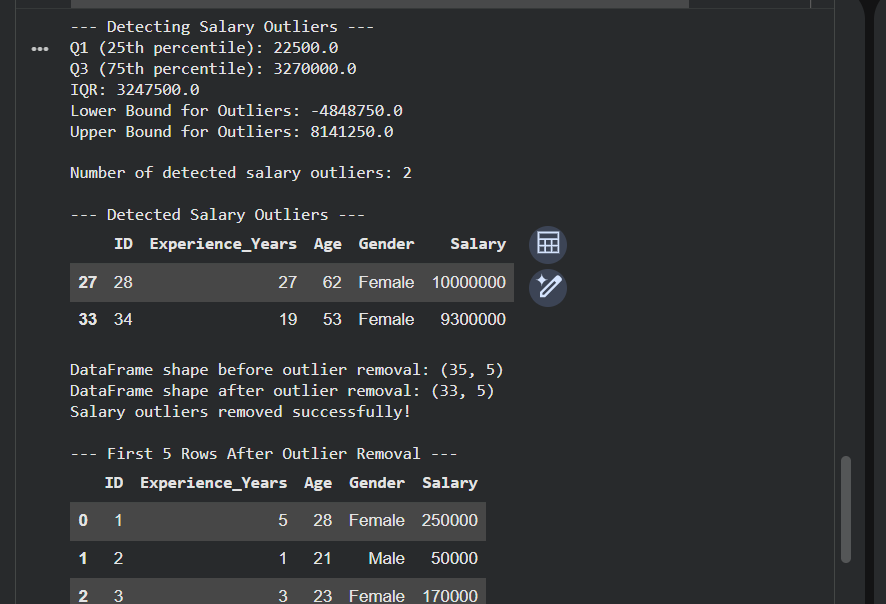 --- Detecting Salary Outliers ---
Q1 (25th percentile): 22500.0
Q3 (75th percentile): 3270000.0
IQR: 3247500.0
Lower Bound for Outliers: -4848750.0
Upper Bound for Outliers: 8141250.0
Number of detected salary outliers: 2
--- Detected Salary Outliers ---
ID Experience_Years Age Gender Salary
27 28 27 62 Female 10000000
33 34 19 53 Female 9300000
DataFrame shape before outlier removal: (35, 5)
DataFrame shape after outlier removal: (33, 5)
Salary outliers removed successfully!
--- First 5 Rows After Outlier Removal ---
ID Experience_Years Age Gender Salary
0 1 5 28 Female 250000
1 2 1 21 Male 50000
2 3 3 23 Female 170000